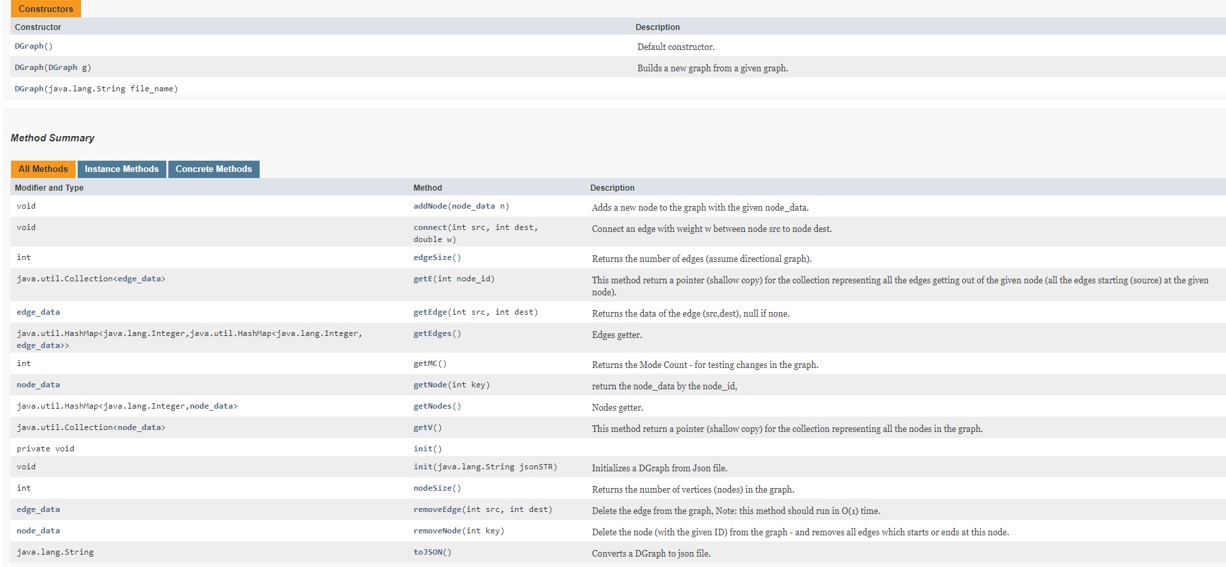 Constructors
Constructor Description
DGraph() Default constructor.
DGraph(DGraph g) Builds a new graph from a given graph.
DGraph(java.lang.String file_name)
Method Summary
All Methods Instance Methods Concrete Methods
Modifier and Type Method Description
void addNode(node_data n) Adds a new node to the graph with the given node_data.
void connect(int src, int dest, Connect an edge with weight w between node src to node dest.
double w)
int edgeSize() Returns the number of edges (assume directional graph).
java.util.Collection<edge_data> getE(int node_id) This method return a pointer (shallow copy) for the collection representing all the edges getting out of the given node (all the edges starting (source) at the given
node).
edge_data getEdge(int src, int dest) Returns the data of the edge (src,dest), null if none.
java.util.HashMap<java.lang.Integer,java.util.HashMap<java.lang.Integer, getEdges() Edges getter.
edge_data>>
int getMC() Returns the Mode Count - for testing changes in the graph.
node_data getNode(int key) return the node_data by the node_id,
java.util.HashMap<java.lang.Integer,node_data> getNodes() Nodes getter.
java.util.Collection<node_data> getV() This method return a pointer (shallow copy) for the collection representing all the nodes in the graph.
private void init()
void init(java.lang.String jsonSTR) Initializes a DGraph from Json file.
int nodeSize() Returns the number of vertices (nodes) in the graph.
edge_data removeEdge(int src, int dest) Delete the edge from the graph, Note: this method should run in O(1) time.
node_data removeNode(int key) Delete the node (with the given ID) from the graph - and removes all edges which starts or ends at this node.
java.lang.String toJSON() Converts a DGraph to json file.